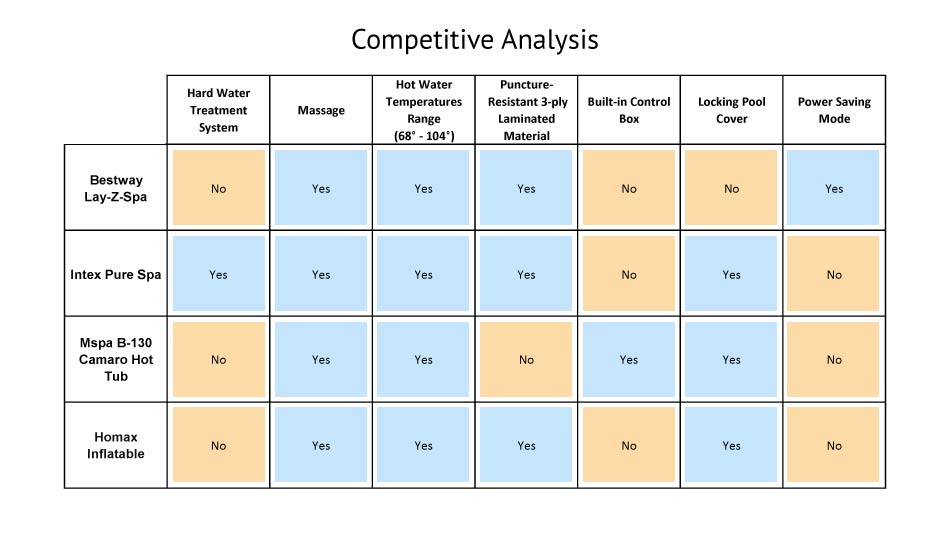 Competitive Analysis
Hard Water
Treatment
System
Massage
Hot Water
Temperatures
Range
(68˚ - 104˚)
Puncture-
Resistant 3-ply
Laminated
Material
Built-in Control
Box
Locking Pool
Cover
Power Saving
Mode
Bestway
Lay-Z-Spa
No
Yes
Yes
Yes
No
No
Yes
Intex Pure Spa
Yes
Yes
Yes
Yes
No
Yes
No
Mspa B-130
Camaro Hot
Tub
No
Yes
Yes
No
Yes
Yes
No
Homax
Inflatable
No
Yes
Yes
Yes
No
Yes
No